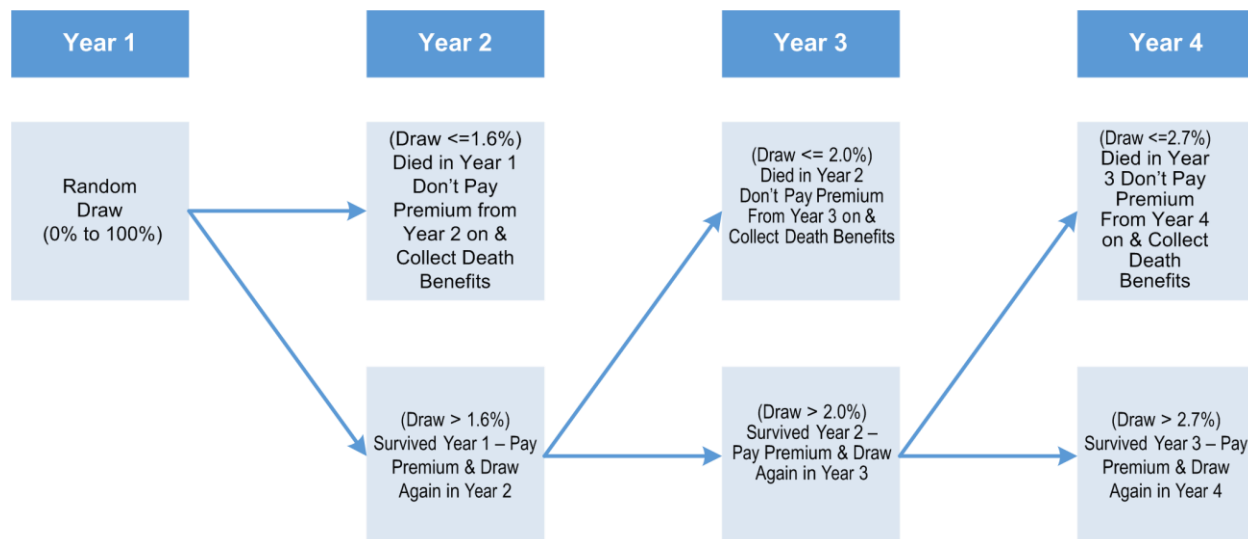 Year 1
Year 2
Year 3
Year 4
Random
Draw
(0% to 100%)
(Draw <=1.6%)
Died in Year 1
Don’t Pay
Premium from
Year 2 on &
Collect Death
Benefits
(Draw <= 2.0%)
Died in Year 2
Don’t Pay Premium
From Year 3 on &
Collect Death Benefits
(Draw <=2.7%)
Died in Year
3 Don’t Pay
Premium
From Year 4
on & Collect
Death
Benefits
(Draw > 1.6%)
Survived Year 1 – Pay
Premium & Draw
Again in Year 2
(Draw > 2.0%)
Survived Year 2 –
Pay Premium & Draw
Again in Year 3
(Draw > 2.7%)
Survived Year 3 – Pay
Premium & Draw
Again in Year 4